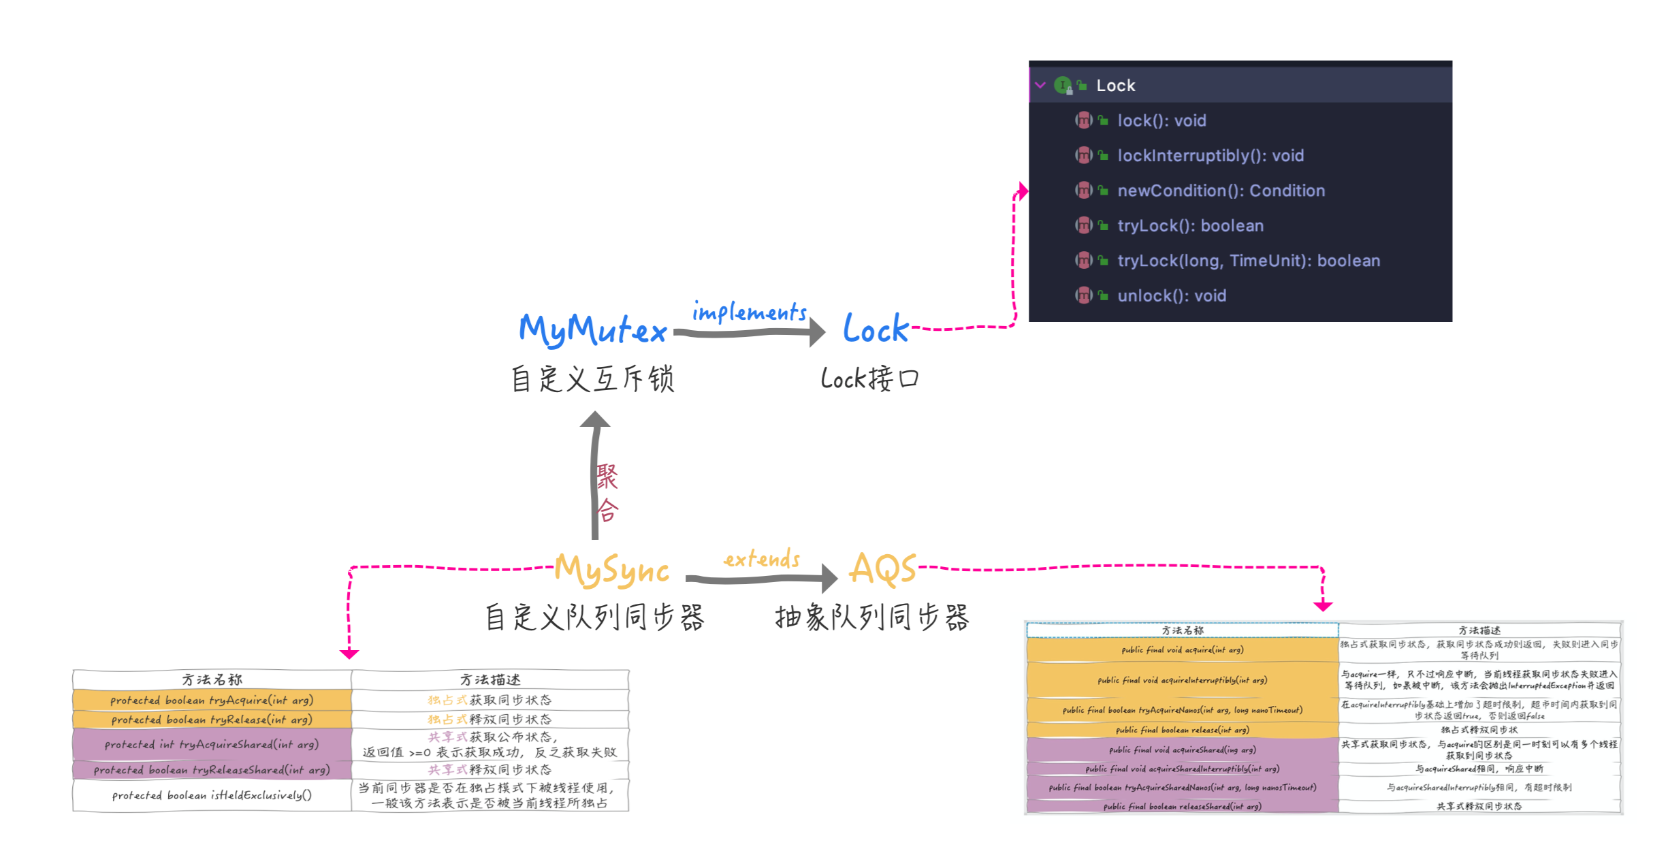 Lock
lock(): void
lockInterruptibly(): void
newCondition(): Condition
tryLock(): boolean
tryLock(long, TimeUnit): boolean
unlock(): void
MyMutex
implements
Lock
自定义互斥锁
Lock接口
聚
合
MySync
extends
AQS
自定义队列同步器
抽象队列同步器
方法名称
方法描述
protected boolean tryAcquire(int arg)
独占式获取同步状态
protected boolean tryRelease(int arg)
独占式释放同步状态
protected int tryAcquireShared(int arg)
共享式获取公布状态,
返回值 >=0 表示获取成功, 反之获取失败
protected boolean tryReleaseShared(int arg)
共享式释放同步状态
protected boolean isHeldExclusively()
当前同步器是否在独占模式下被线程使用,
一般该方法表示是否被当前线程所独占
方法名称
方法描述
public final void acquire(int arg)
独占式获取同步状态, 获取同步状态成功则返回, 失败则进入同步
等待队列
public final void acquireInterruptibly(int arg)
与acquire一样, 只不过响应中断, 当前线程获取同步状态失败进入
等待队列, 如果被中断, 该方法会抛出InterruptedException并返回
public final boolean tryAcquireNanos(int arg, long nanoTimeout)
在acquireInterruptibly基础上增加了超时限制, 超步时间内获取到同
步状态返回true, 否则返回false
public final boolean release(int arg)
独占式释放同步状
public final void acquireShared(ing arg)
共享式获取同步状态, 与acquire的区别是同一时刻可以有多个线程
获取到同步状态
public final void acquireSharedInterruptibly(int arg)
与acquireShared相同, 响应中断
public final boolean tryAcquireSharedNanos(int arg, long nanosTimeout)
与acquireSharedInterruptibly相同, 有超时限制
public final boolean releaseShared(int arg)
共享式释放同步状态